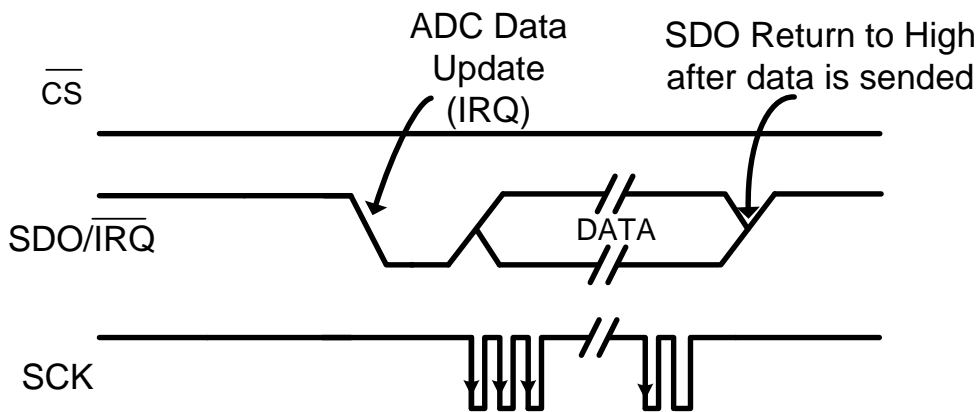 ADC Data
Update
(IRQ)
SDO Return to High
after data is sended
CS
SDO/IRQ
DATA
SCK